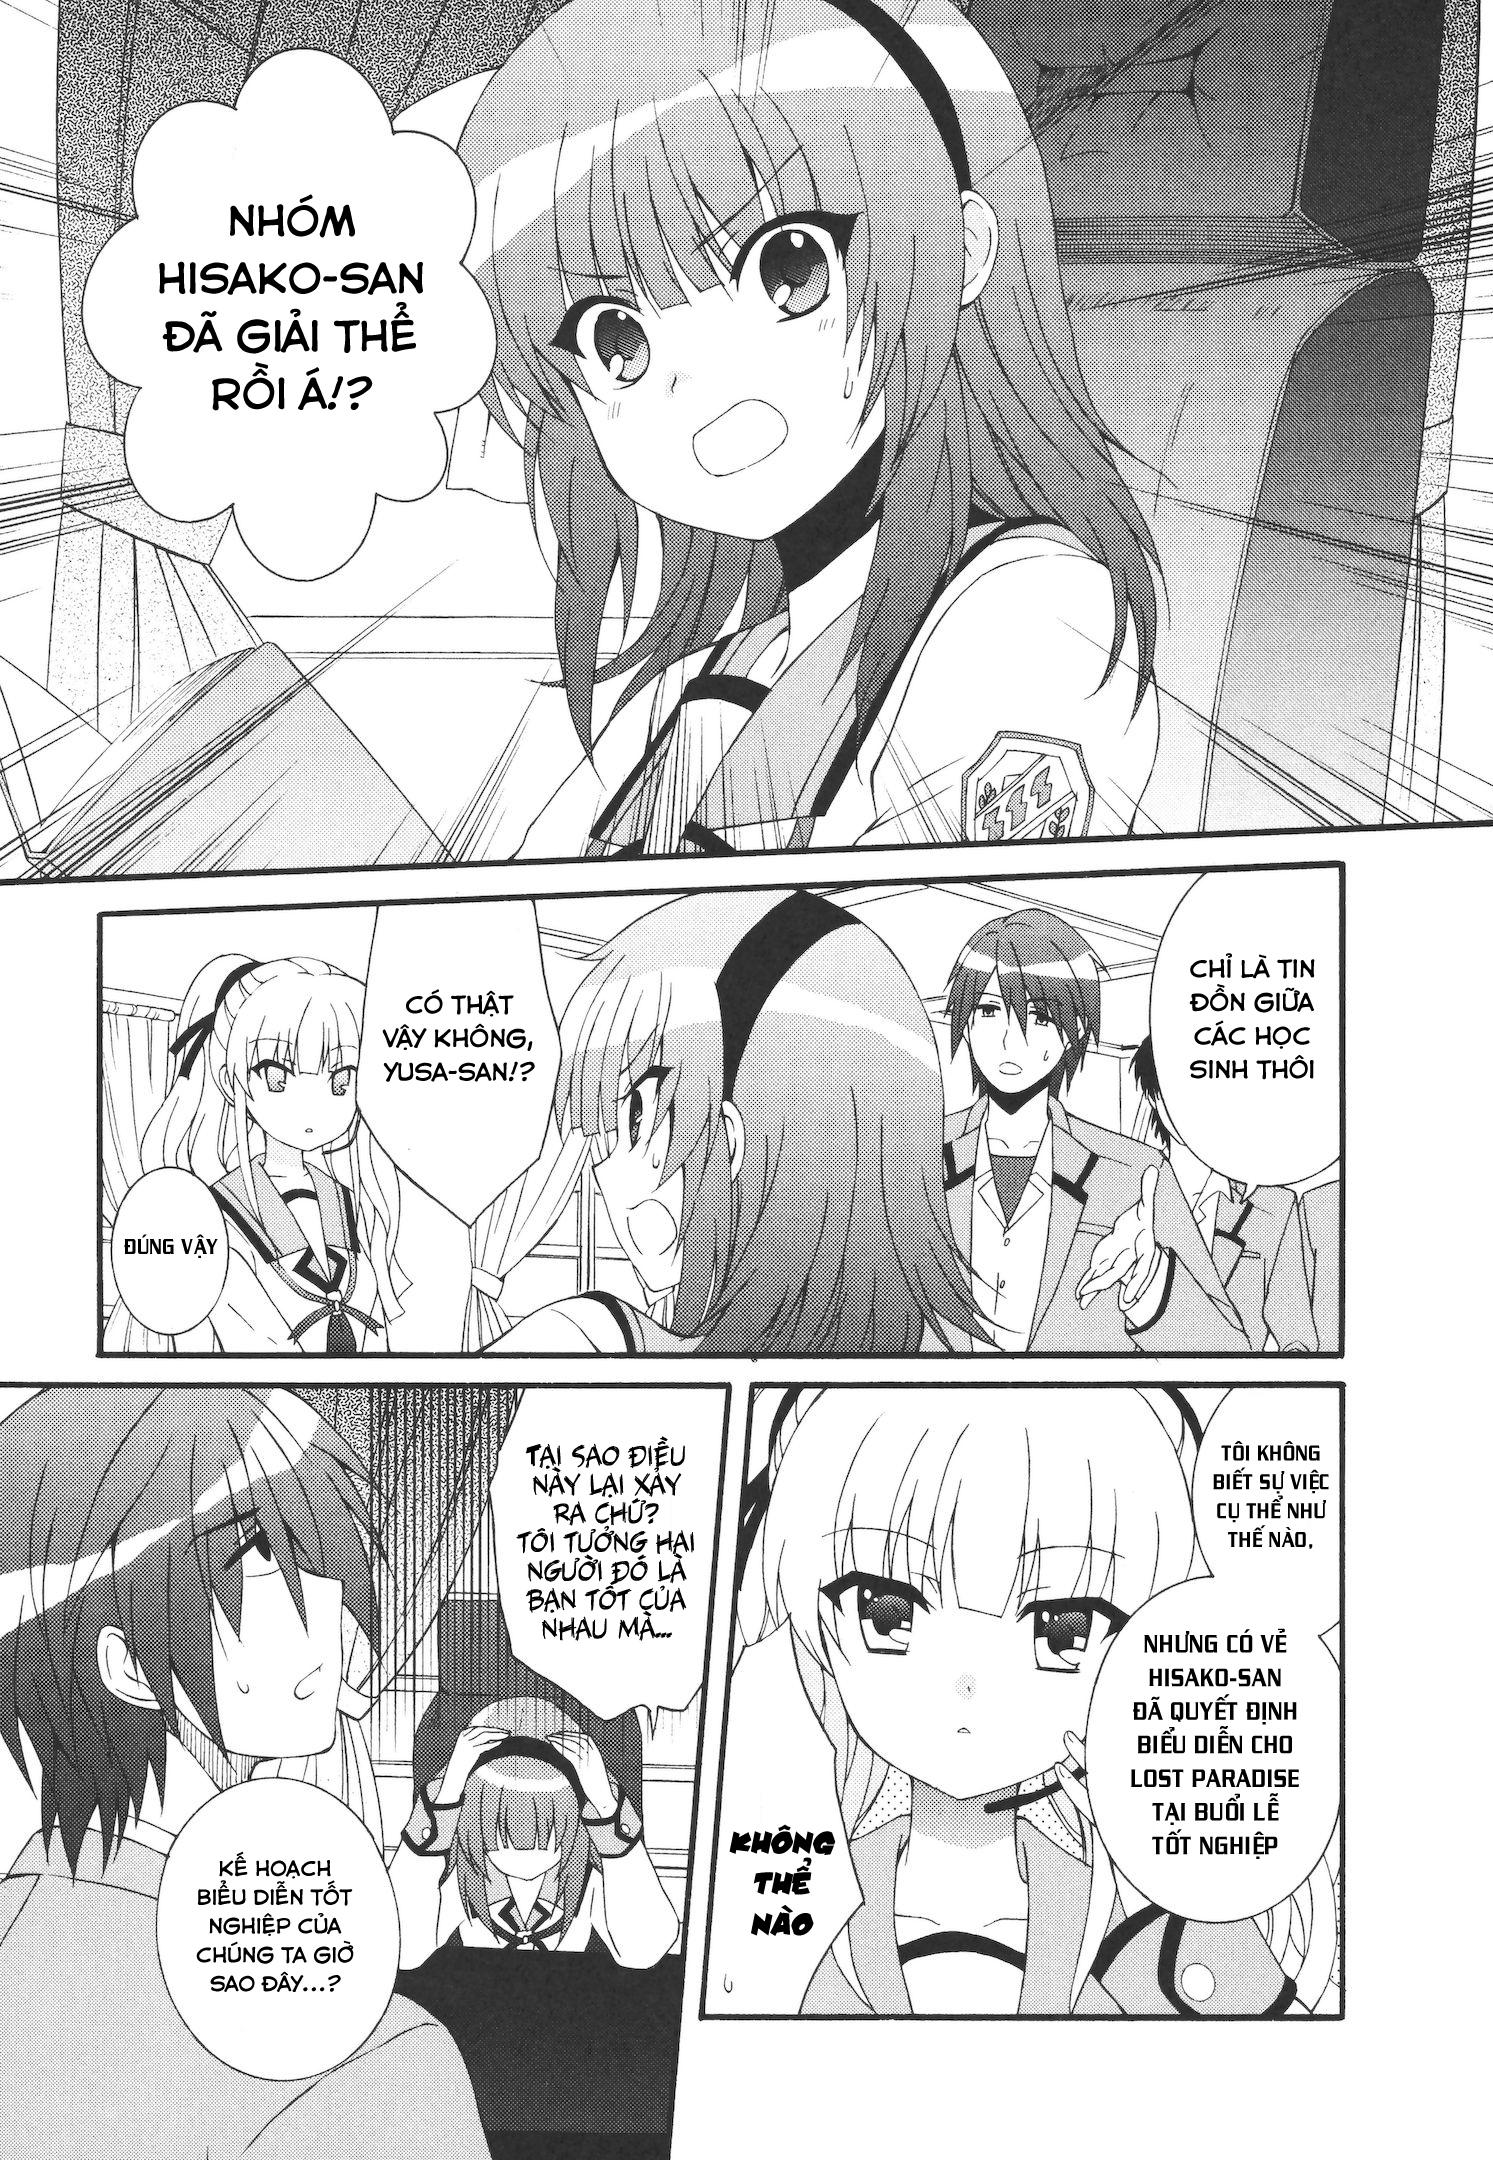 NHÓM
HISAKO-SAN
ĐÃ GIẢI THỂ
RỒI Á!?
CHỈ LÀ TIN
ĐỒN GIỮA
CÁC HỌC
SINH THÔI
CÓ THẬT
VẬY KHÔNG,
YUSA-SAN!?
ĐÚNG VẬY
TÔI KHÔNG
BIẾT SỰ VIỆC
CỤ THỂ NHƯ
THẾ NÀO,
NHƯNG CÓ VẺ
HISAKO-SAN
ĐÃ QUYẾT ĐỊNH
BIỂU DIỄN CHO
LOST PARADISE
TẠI BUỔI LỄ
TỐT NGHIỆP
KHÔNG
THỂ
NÀO
TẠI SAO ĐIỀU
NÀY LẠI XẢY
RA CHỨ?
TÔI TƯỞNG HAI
NGƯỜI ĐÓ LÀ
BẠN TỐT CỦA
NHAU MÀ...
KẾ HOẠCH
BIỂU DIỄN TỐT
NGHIỆP CỦA
CHÚNG TA GIỜ
SAO ĐÂY...?